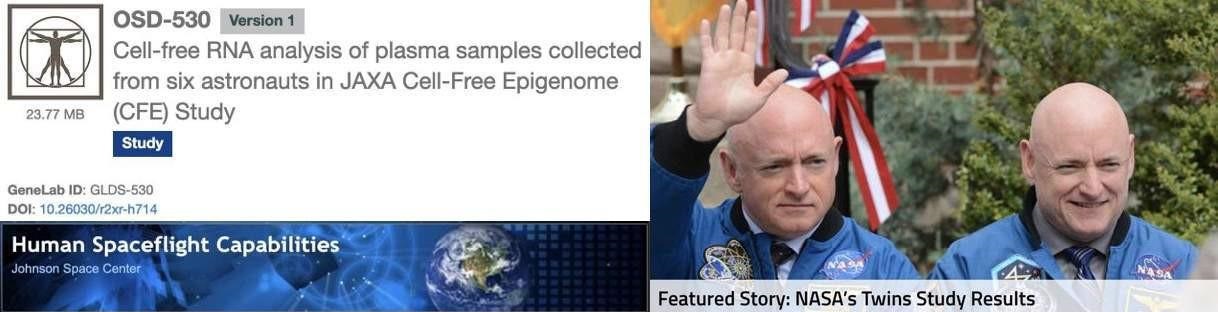 OSD-530 Version 1
Cell-free RNA analysis of plasma samples collected
from six astronauts in JAXA Cell-Free Epigenome
(CFE) Study
23.77 MB
Study
GeneLab ID: GLDS-530
DOI: 10.26030/r2xr-h714
Human Spaceflight Capabilities
Johnson Space Center
NASA
NASA
Featured Story: NASA's Twins Study Results